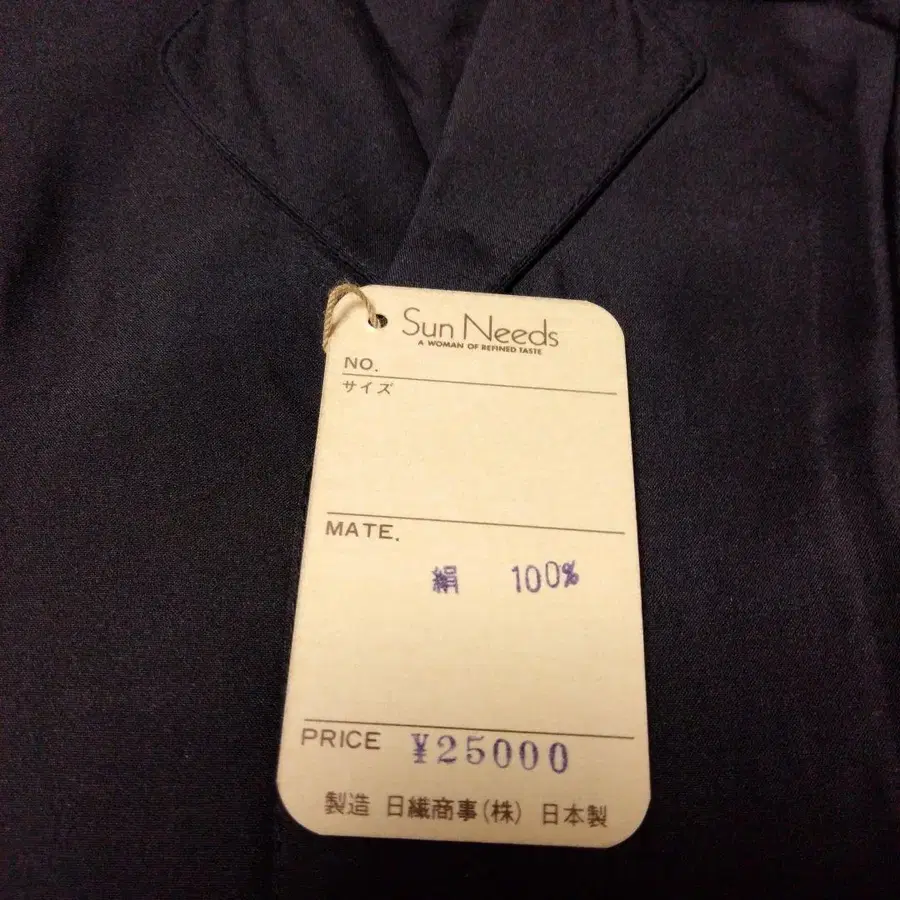 Sun Needs
A WOMAN OF REFINED TASTE
NO.
サイズ
MATE.
絹 100%
PRICE ¥25000
製造 日繊商事(株) 日本製